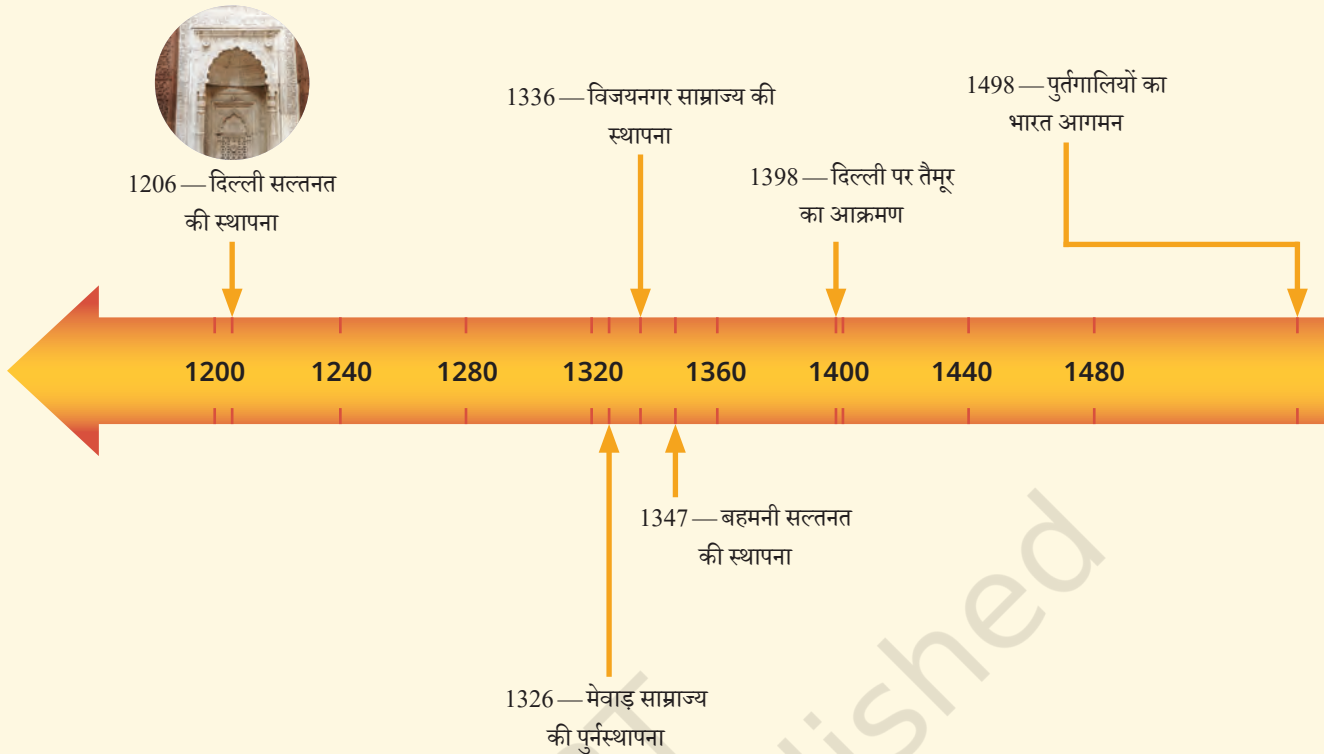 1206 — दिल्ली सल्तनत
की स्थापना
1336 — विजयनगर साम्राज्य की
स्थापना
1398 — दिल्ली पर तैमूर
का आक्रमण
1498 — पुर्तगालियों का
भारत आगमन
1200 1240 1280 1320 1360 1400 1440 1480
1347 — बहमनी सल्तनत
की स्थापना
1326 — मेवाड़ साम्राज्य
की पुर्नस्थापना
T
lished